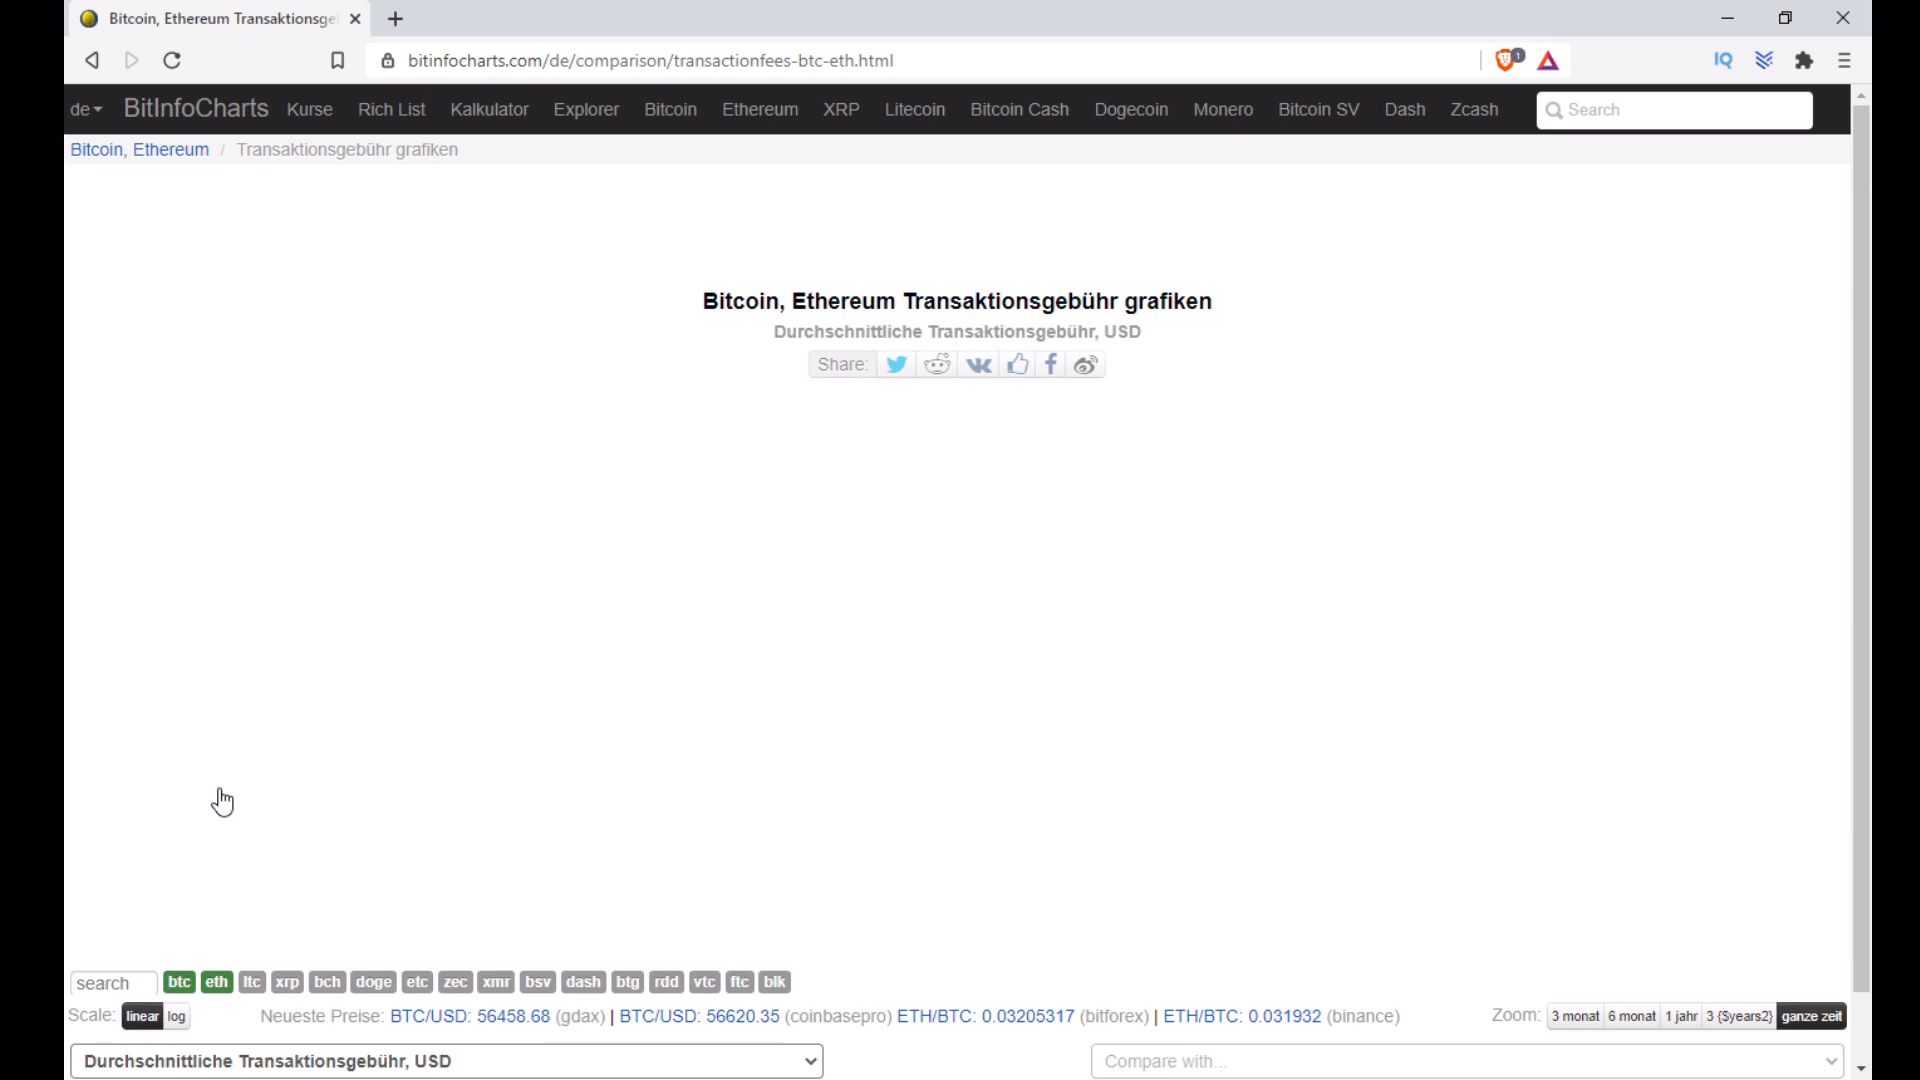 Bitcoin, Ethereum Transaktionsge
bitinfocharts.com/de/comparison/transactionfees-btc-eth.html
1
IQ
de BitInfoCharts Kurse Rich List Kalkulator Explorer Bitcoin Ethereum XRP Litecoin Bitcoin Cash Dogecoin Monero Bitcoin SV Dash Zcash Search
Bitcoin, Ethereum / Transaktionsgebühr grafiken
Bitcoin, Ethereum Transaktionsgebühr grafiken
Durchschnittliche Transaktionsgebühr, USD
Share:
search btc eth ltc xrp bch doge etc zec xmr bsv dash btg rdd vtc ftc blk
Scale: linear log Neueste Preise: BTC/USD: 56458.68 (gdax) | BTC/USD: 56620.35 (coinbasepro) ETH/BTC: 0.03205317 (bitforex) | ETH/BTC: 0.031932 (binance) Zoom: 3 monat 6 monat 1 jahr 3 {$years2} ganze zeit
Durchschnittliche Transaktionsgebühr, USD Compare with...